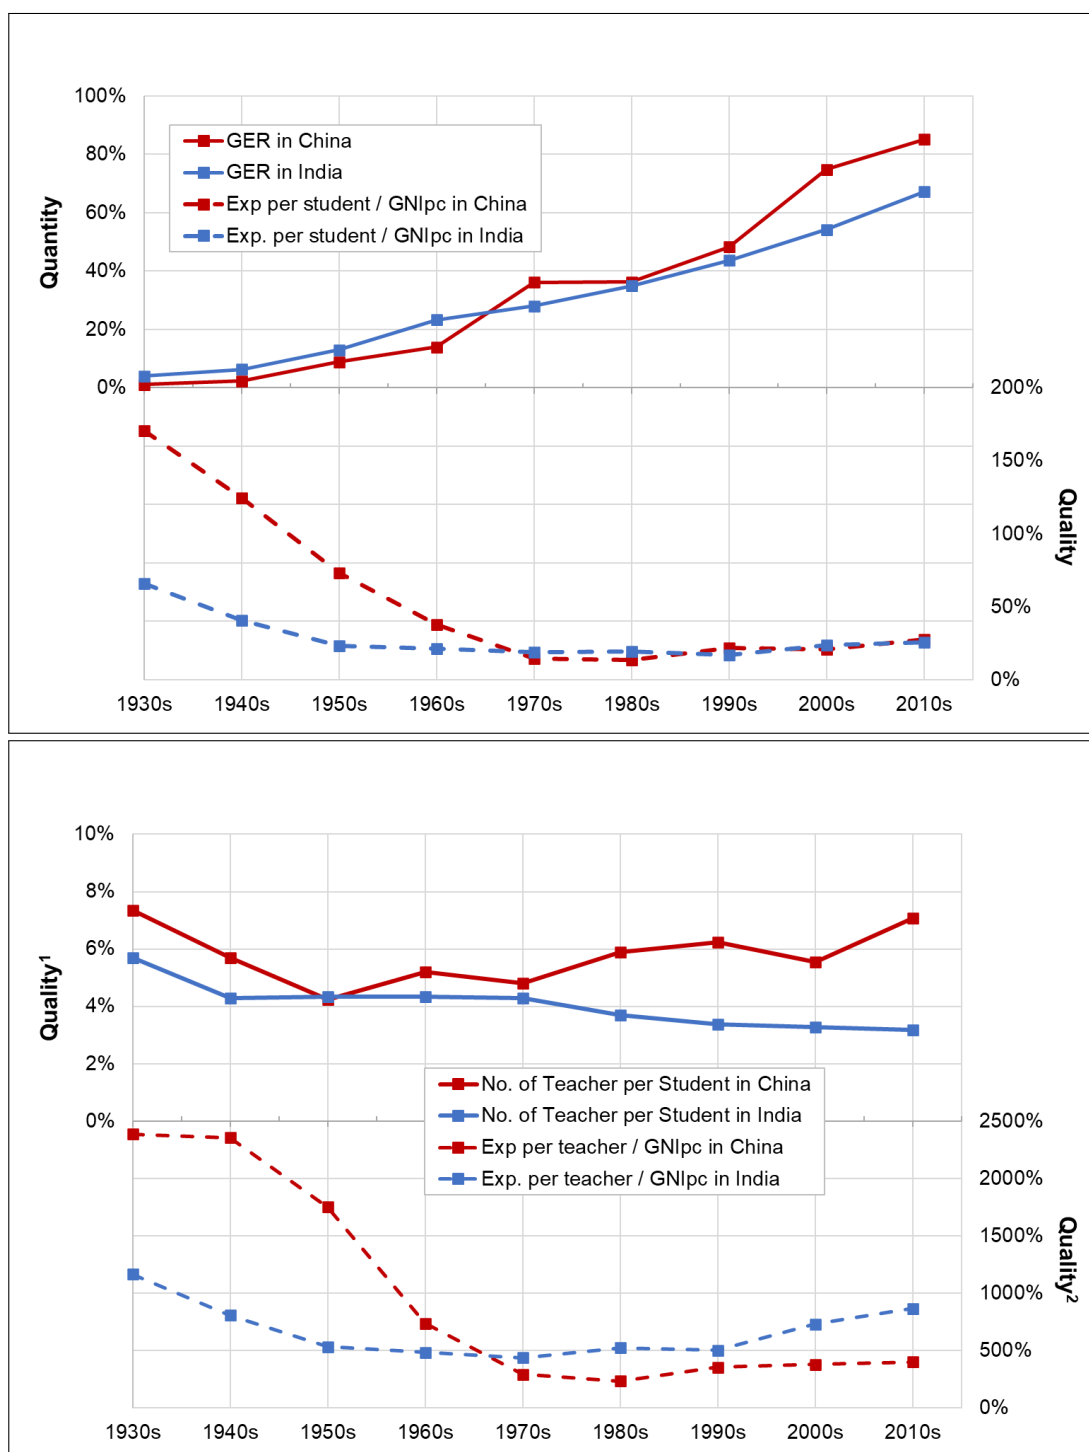 100%
80%
60%
40%
20%
0%
Quantity
GER in China
GER in India
Exp per student / GNIpc in China
Exp. per student / GNIpc in India
200%
150%
100%
50%
0%
Quality
1930s 1940s 1950s 1960s 1970s 1980s 1990s 2000s 2010s
10%
8%
6%
4%
2%
0%
Quality¹
No. of Teacher per Student in China
No. of Teacher per Student in India
Exp per teacher / GNIpc in China
Exp. per teacher / GNIpc in India
2500%
2000%
1500%
1000%
500%
0%
Quality²
1930s 1940s 1950s 1960s 1970s 1980s 1990s 2000s 2010s